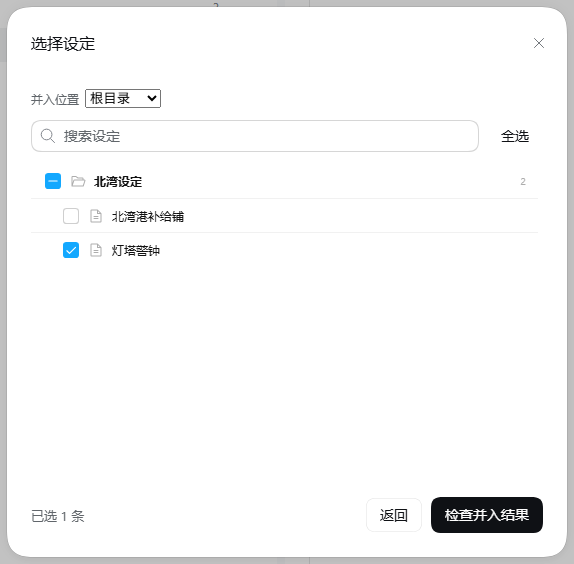 选择设定
并入位置 根目录
搜索设定 全选
北湾设定 2
北湾港补给铺
灯塔警钟
已选 1 条 返回 检查并入结果